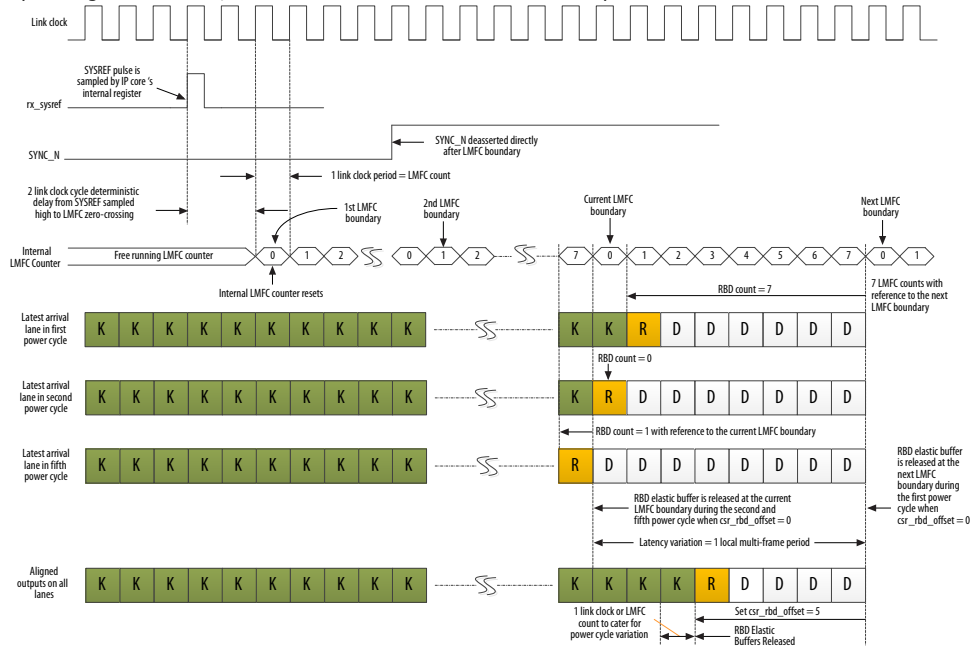 Link clock
SYSREF pulse is
sampled by IP core 's
internal register
rx_sysref
SYNC_N deasserted directly
after LMFC boundary
SYNC_N
1 link clock period = LMFC count
2 link clock cycle deterministic
delay from SYSREF sampled
high to LMFC zero-crossing
1st LMFC
boundary
2nd LMFC
boundary
Current LMFC
boundary
Next LMFC
boundary
Internal
LMFC Counter
Free running LMFC counter
0 1 2 0 1 2 7 0 1 2 3 4 5 6 7 0 1
Internal LMFC counter resets
RBD count = 7
7 LMFC counts with
reference to the next
LMFC boundary
Latest arrival
lane in first
power cycle
K K K K K K K K K K K K R D D D D D D
RBD count = 0
Latest arrival
lane in second
power cycle
K K K K K K K K K K K R D D D D D D D
RBD count = 1 with reference to the current LMFC boundary
Latest arrival
lane in fifth
power cycle
K K K K K K K K K K R D D D D D D D D
RBD elastic buffer
is released at the
next LMFC
boundary during
the first power
cycle when
csr_rbd_offset = 0
RBD elastic buffer is released at the current
LMFC boundary during the second and
fifth power cycle when csr_rbd_offset = 0
Latency variation = 1 local multi-frame period
Aligned
outputs on all
lanes
K K K K K K K K K K K K K K R D D D D
1 link clock or LMFC
count to cater for
power cycle variation
Set csr_rbd_offset = 5
RBD Elastic
Buffers Released